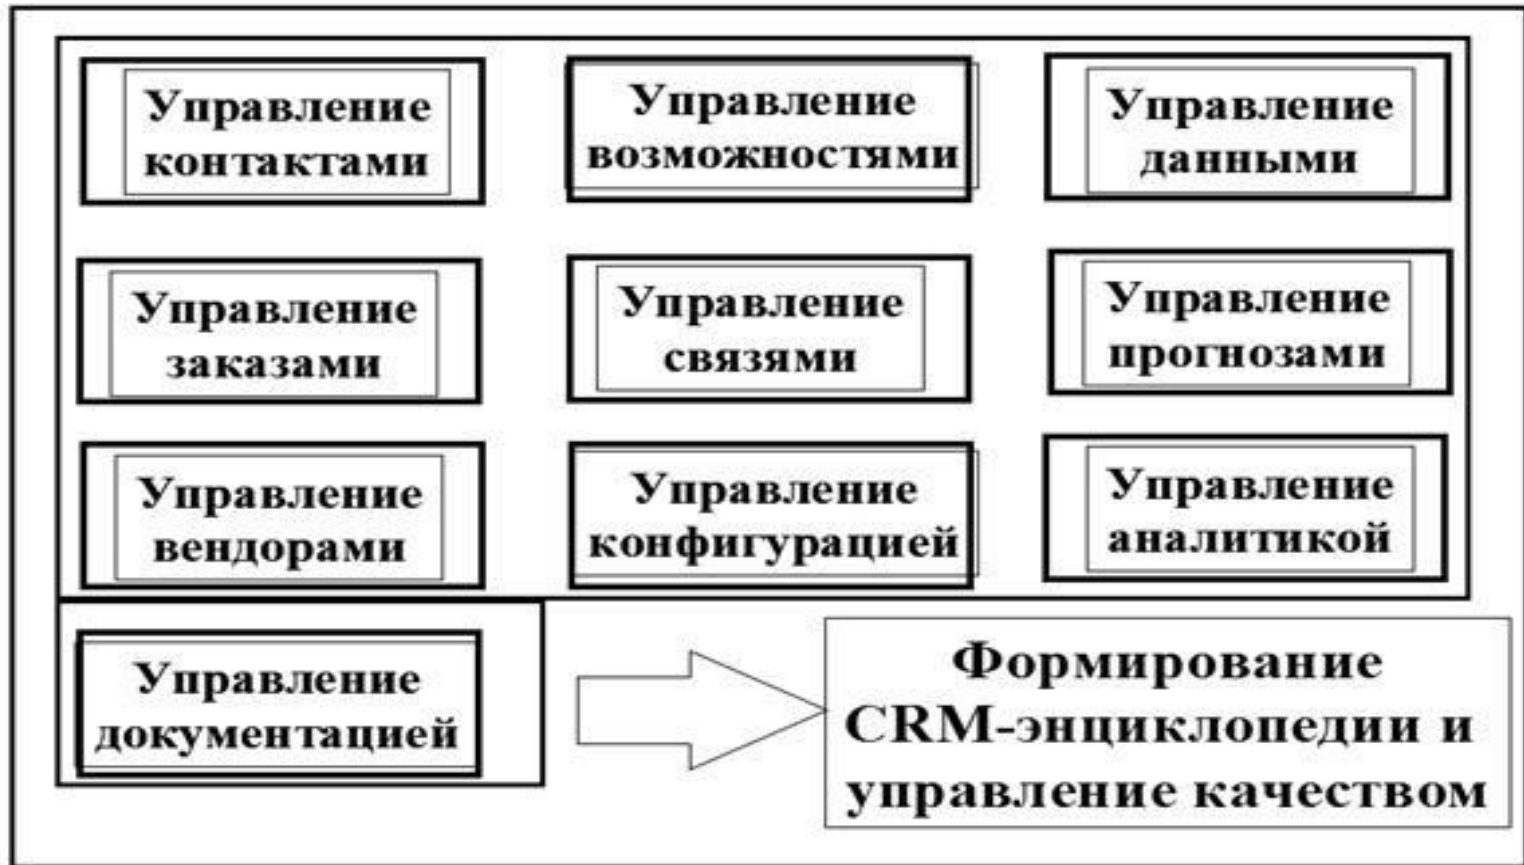 Управление
контактами
Управление
возможностями
Управление
данными
Управление
заказами
Управление
связями
Управление
прогнозами
Управление
вендорами
Управление
конфигурацией
Управление
аналитикой
Управление
документацией
Формирование
CRM-энциклопедии и
управление качеством